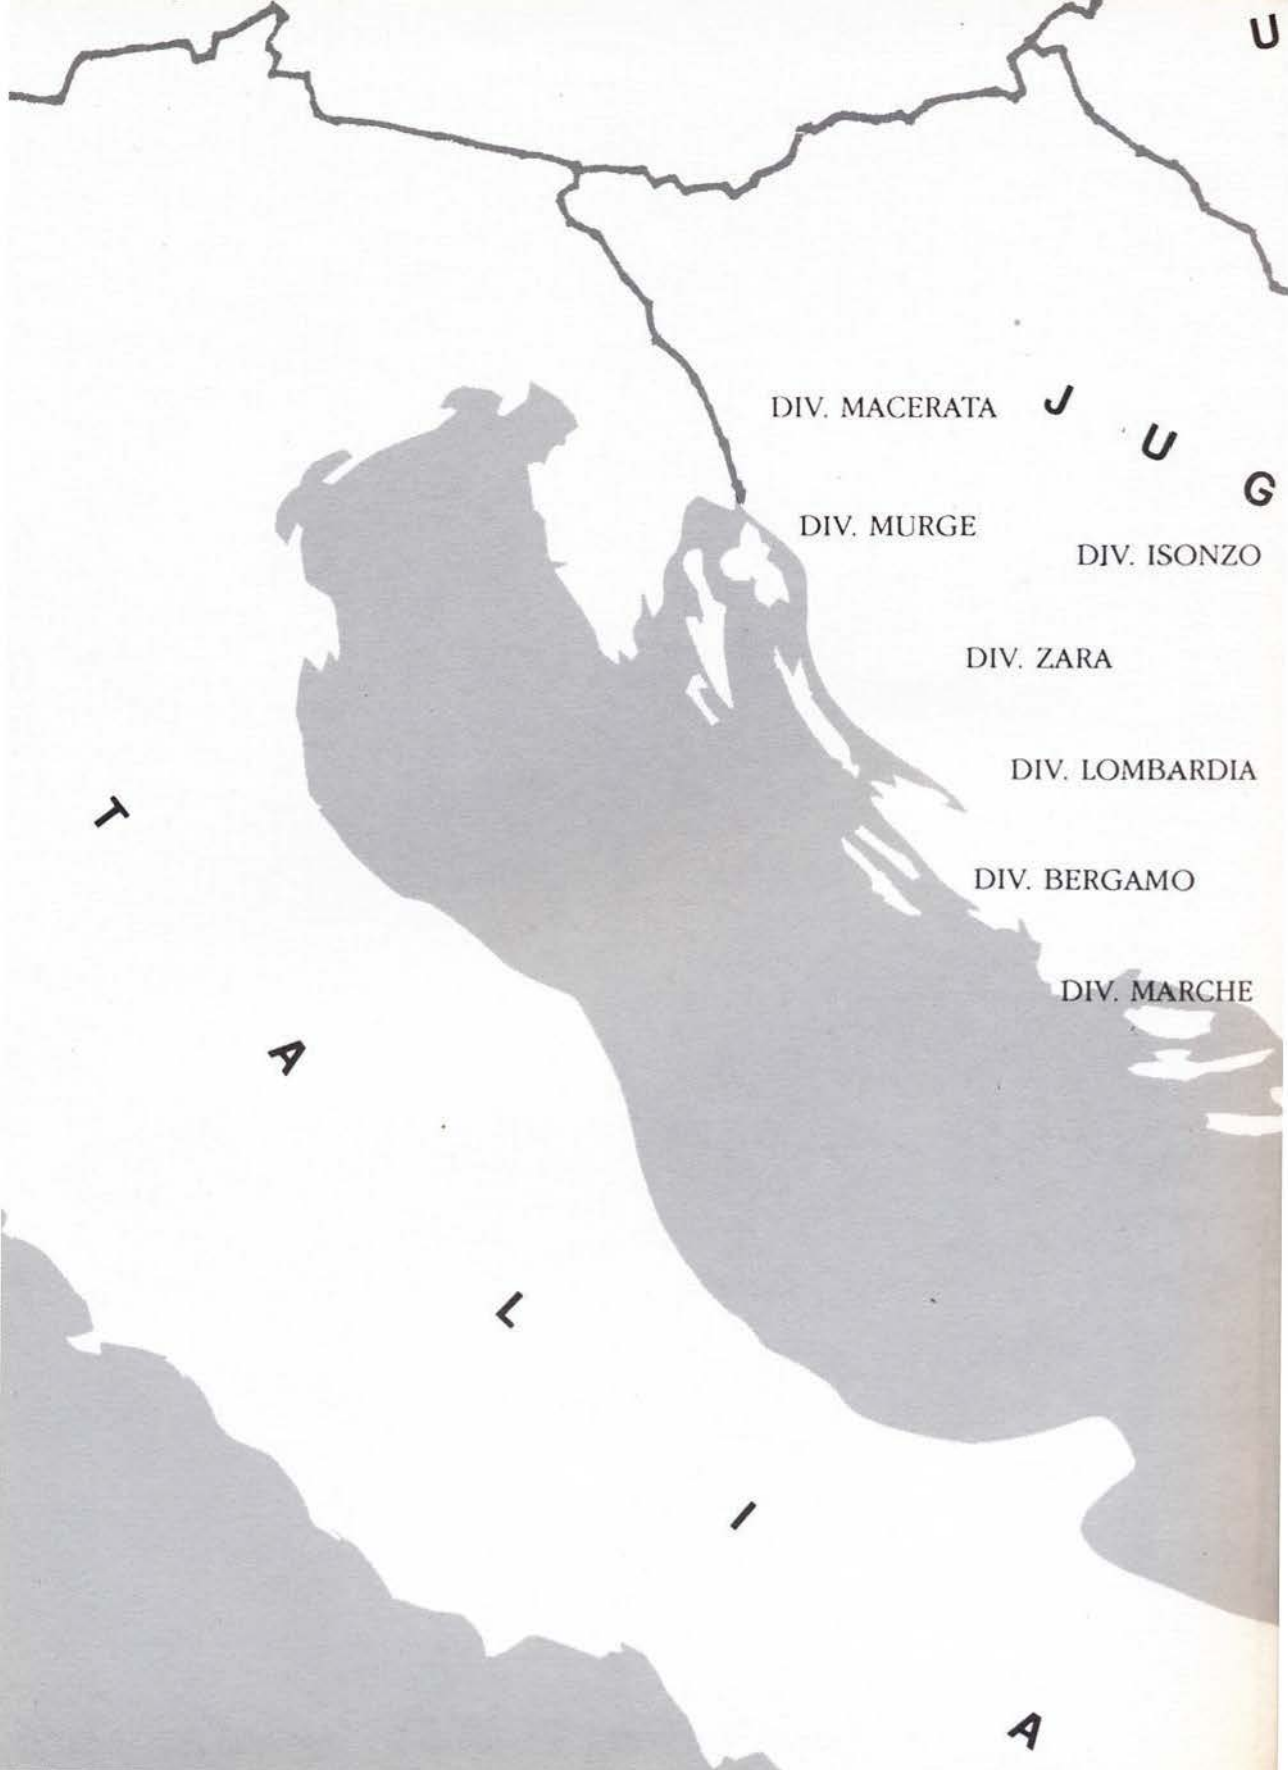 U
DIV. MACERATA
J
U
G
DIV. MURGE
DIV. ISONZO
DIV. ZARA
DIV. LOMBARDIA
DIV. BERGAMO
DIV. MARCHE
T
A
L
I
A